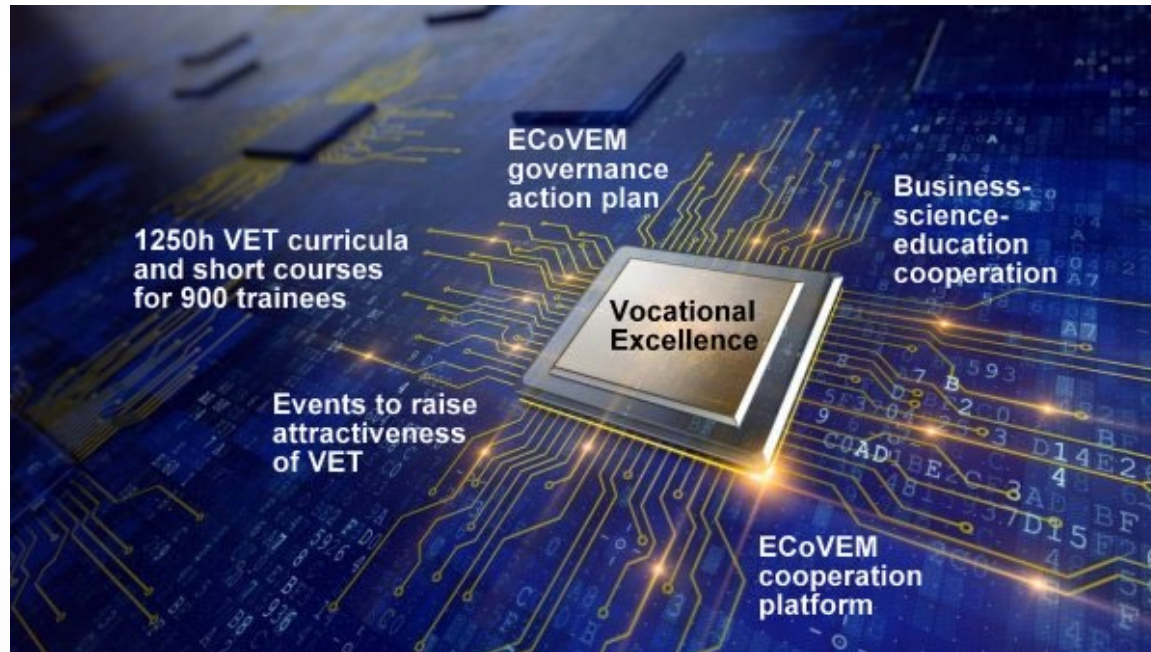 ECoVEM
governance
action plan
Business-
science-
education
cooperation
1250h VET curricula
and short courses
for 900 trainees
Vocational
Excellence
Events to raise
attractiveness
of VET
ECoVEM
cooperation
platform